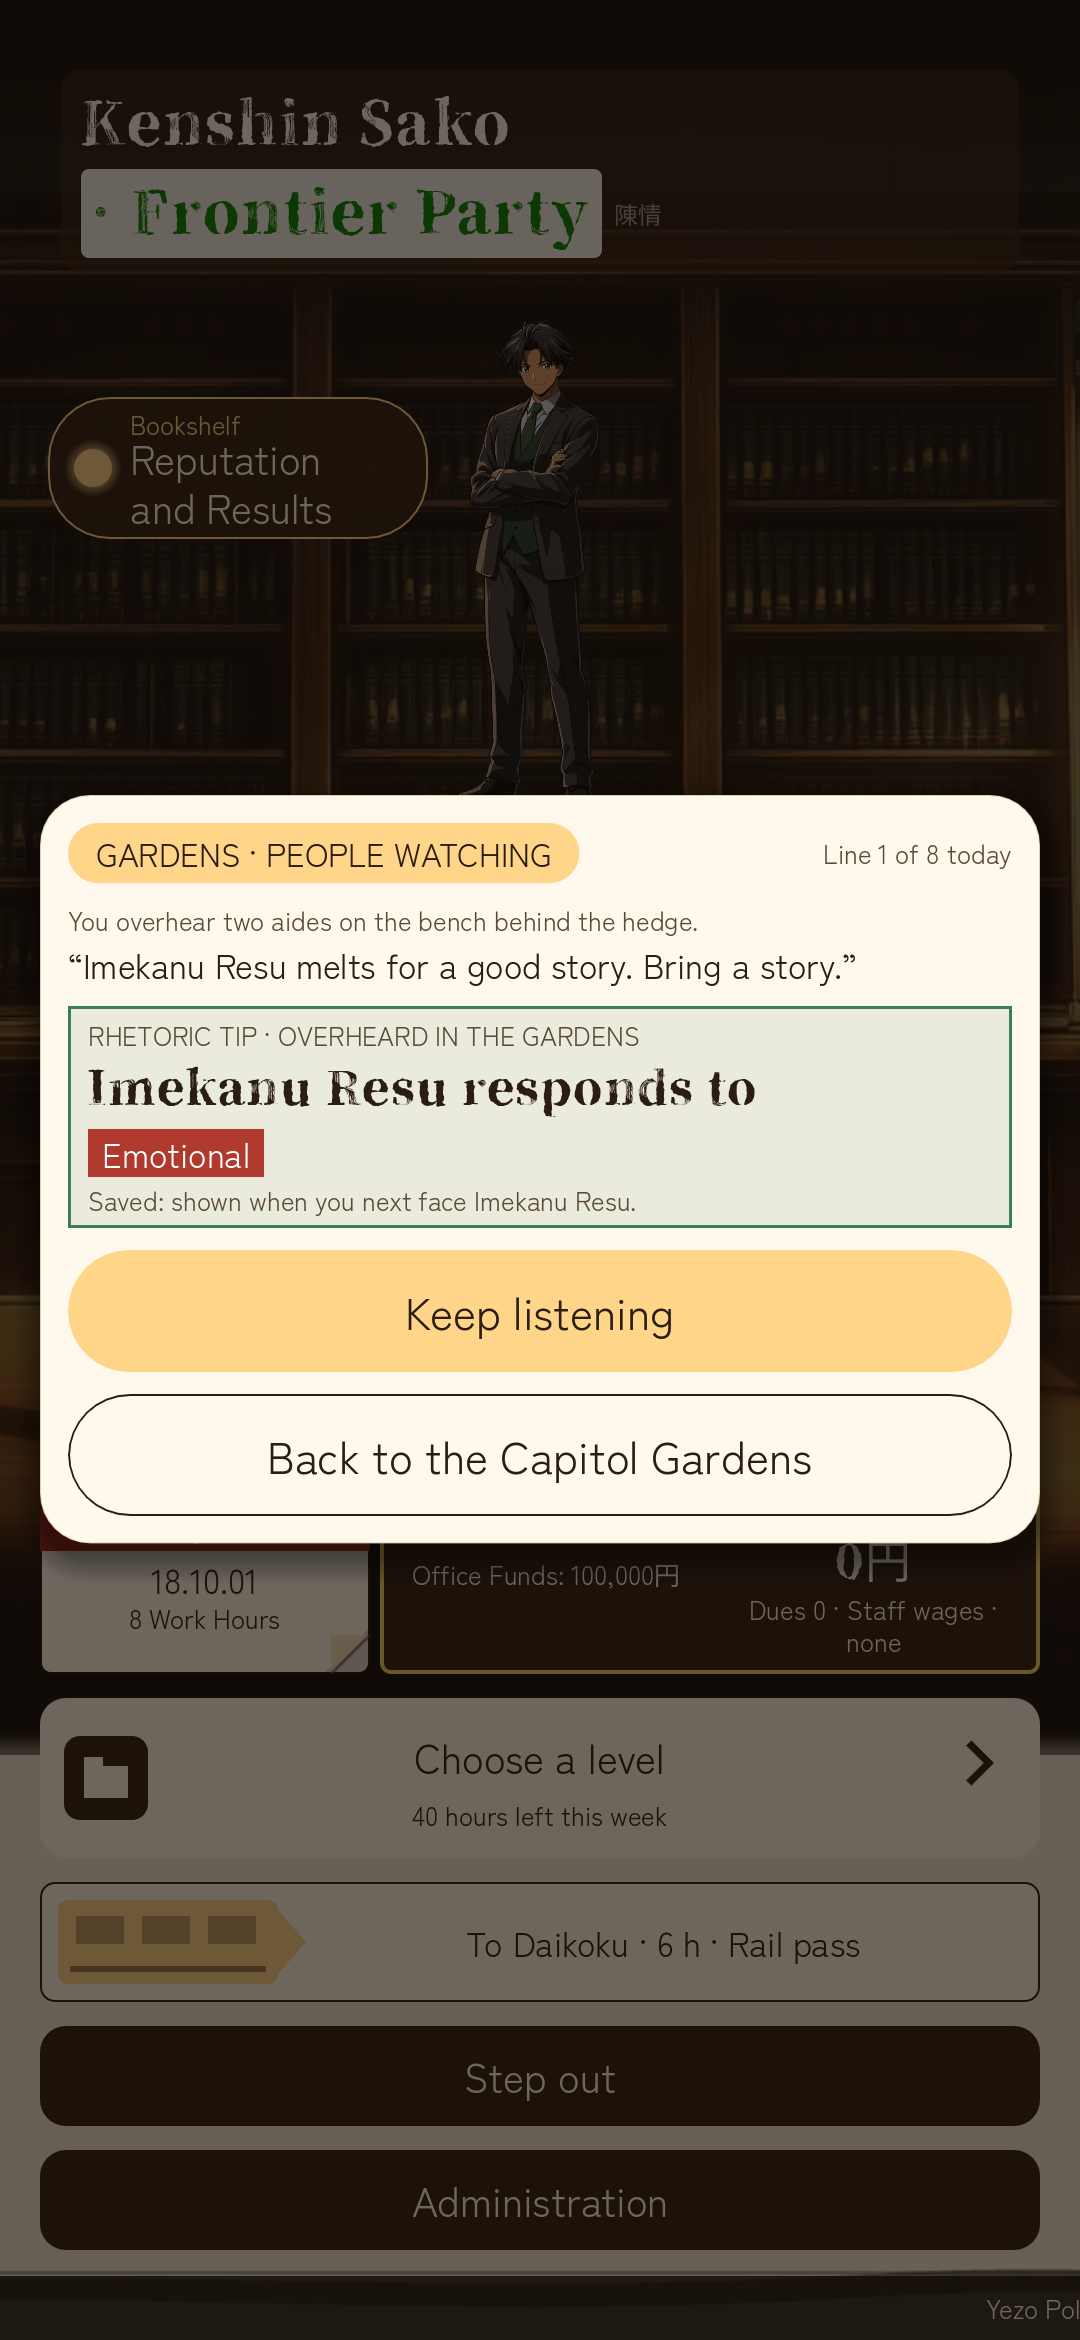 Kenshin Sako
· Frontier Party 陳情
Bookshelf
Reputation
and Results
GARDENS · PEOPLE WATCHING
Line 1 of 8 today
You overhear two aides on the bench behind the hedge.
“Imekanu Resu melts for a good story. Bring a story.”
RHETORIC TIP · OVERHEARD IN THE GARDENS
Imekanu Resu responds to
Emotional
Saved: shown when you next face Imekanu Resu.
Keep listening
Back to the Capitol Gardens
18.10.01
8 Work Hours
Office Funds: 100,000円
0円
Dues 0 · Staff wages ·
none
Choose a level
40 hours left this week
To Daikoku · 6 h · Rail pass
Step out
Administration
Yezo Pol